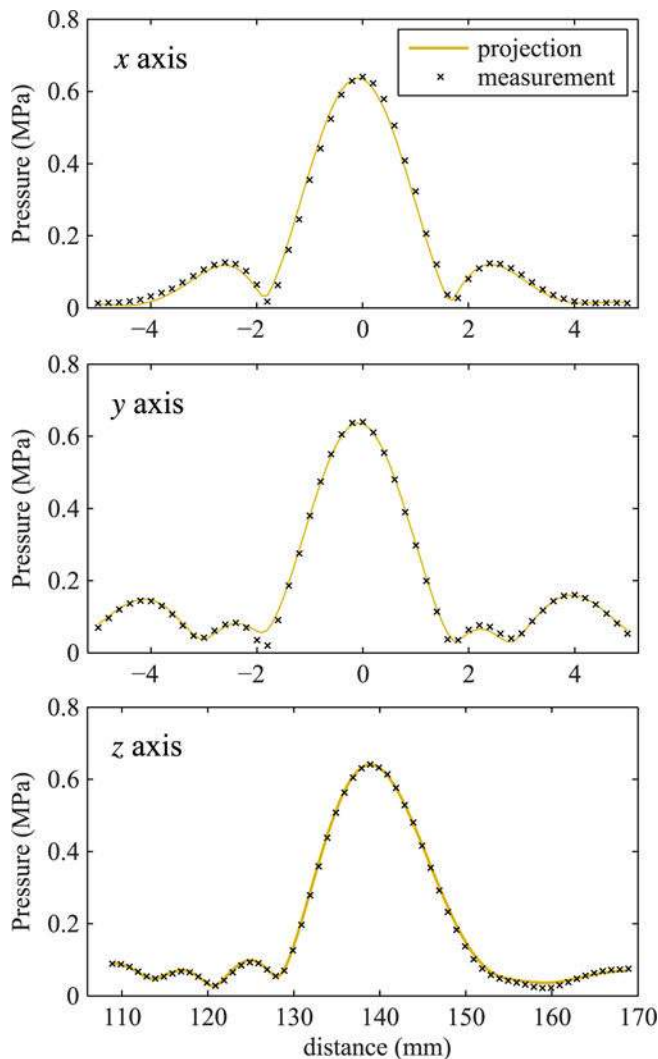 0.8
x axis
projection
measurement
0.6
0.4
0.2
0
Pressure (MPa)
−4 −2 0 2 4
0.8
y axis
0.6
0.4
0.2
0
Pressure (MPa)
−4 −2 0 2 4
0.8
z axis
0.6
0.4
0.2
0
Pressure (MPa)
110 120 130 140 150 160 170
distance (mm)